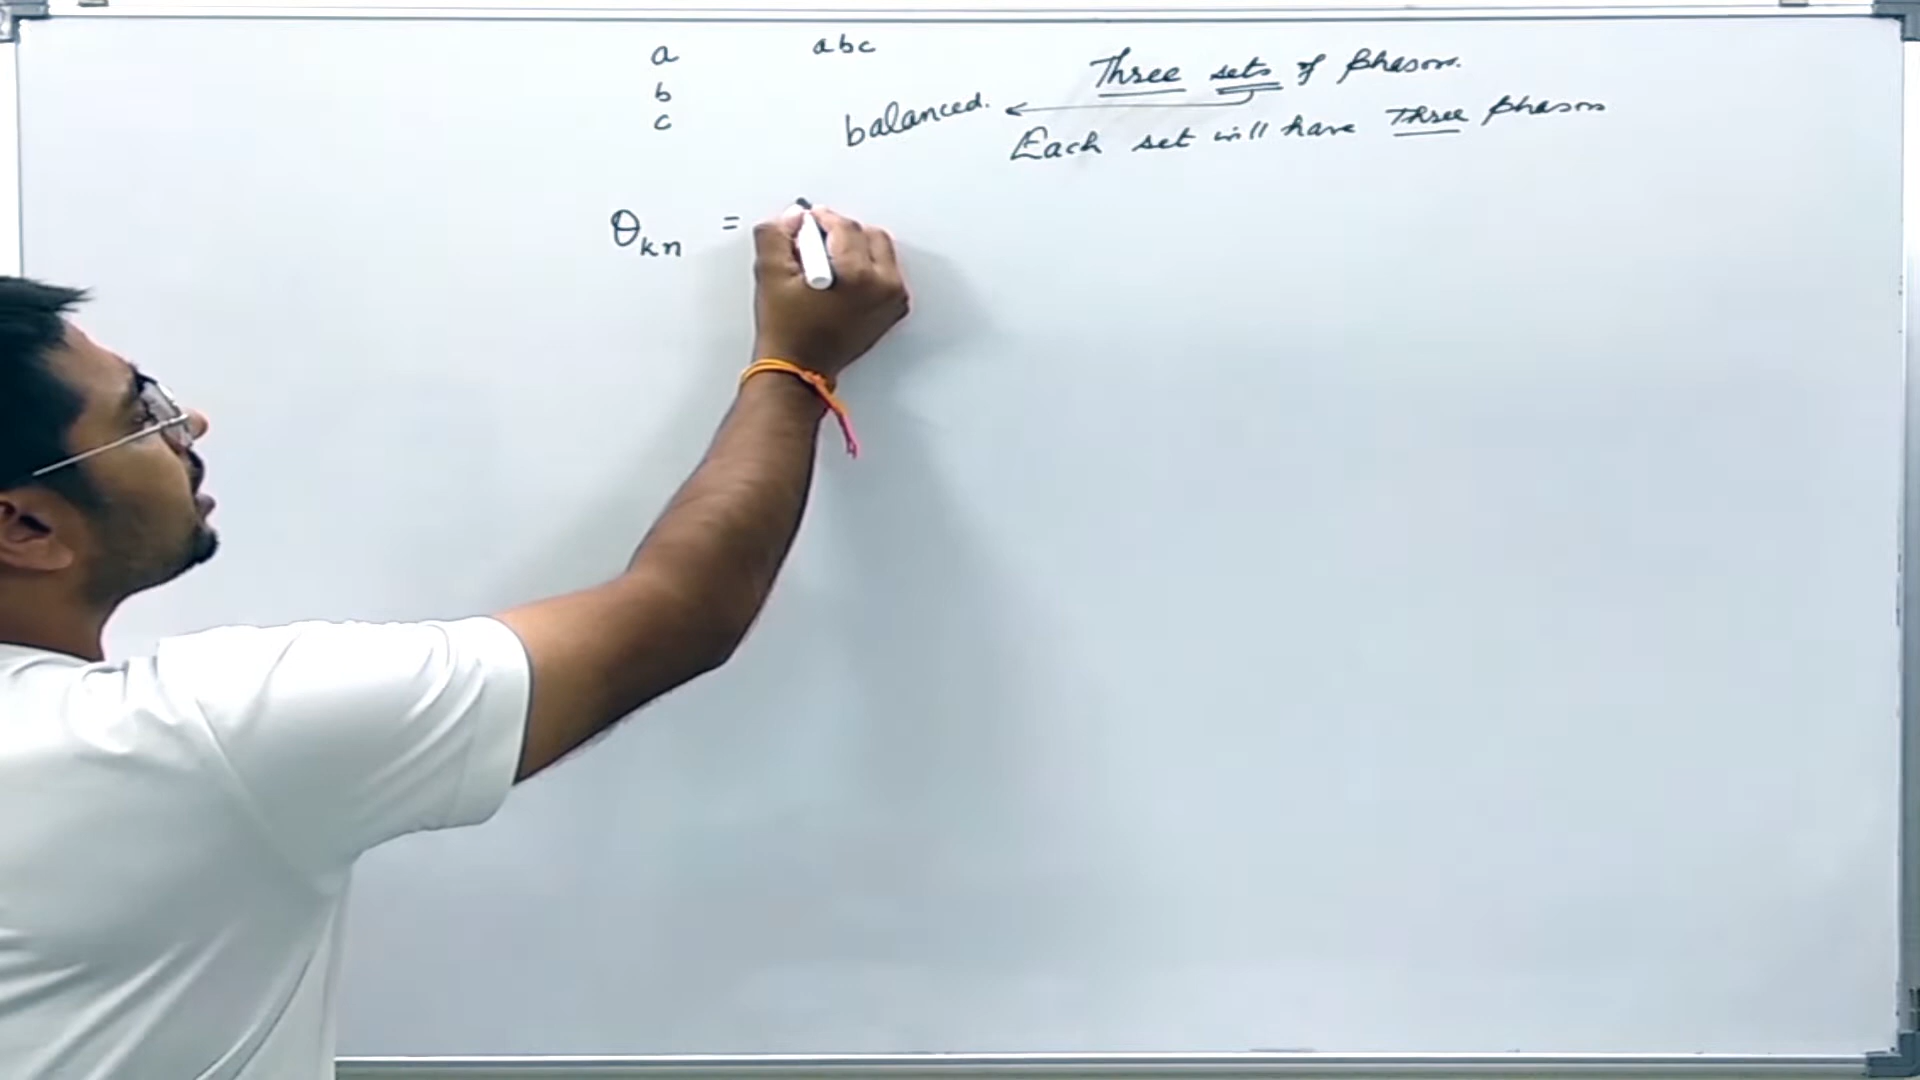 a
b
c
abc
Three sets of phasors.
balanced.
Each set will have Three phasors
θkn =